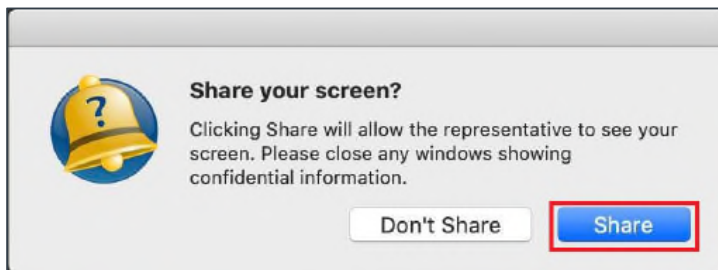 ?
Share your screen?
Clicking Share will allow the representative to see your
screen. Please close any windows showing
confidential information.
Don't Share
Share